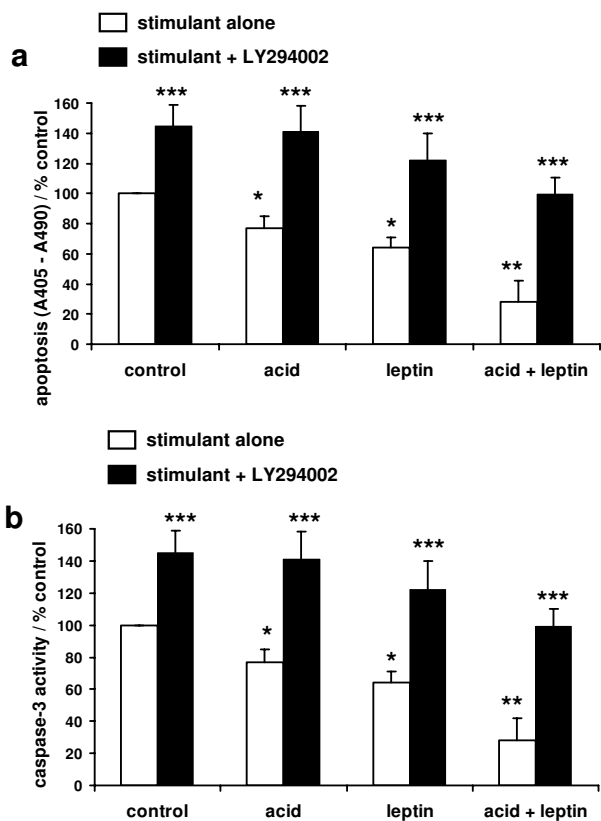 stimulant alone
stimulant + LY294002
a
apoptosis (A405 - A490) / % control
160
140
120
100
80
60
40
20
0
***
***
*
***
*
***
**
control
acid
leptin
acid + leptin
stimulant alone
stimulant + LY294002
b
caspase-3 activity / % control
160
140
120
100
80
60
40
20
0
***
***
*
***
*
***
**
control
acid
leptin
acid + leptin